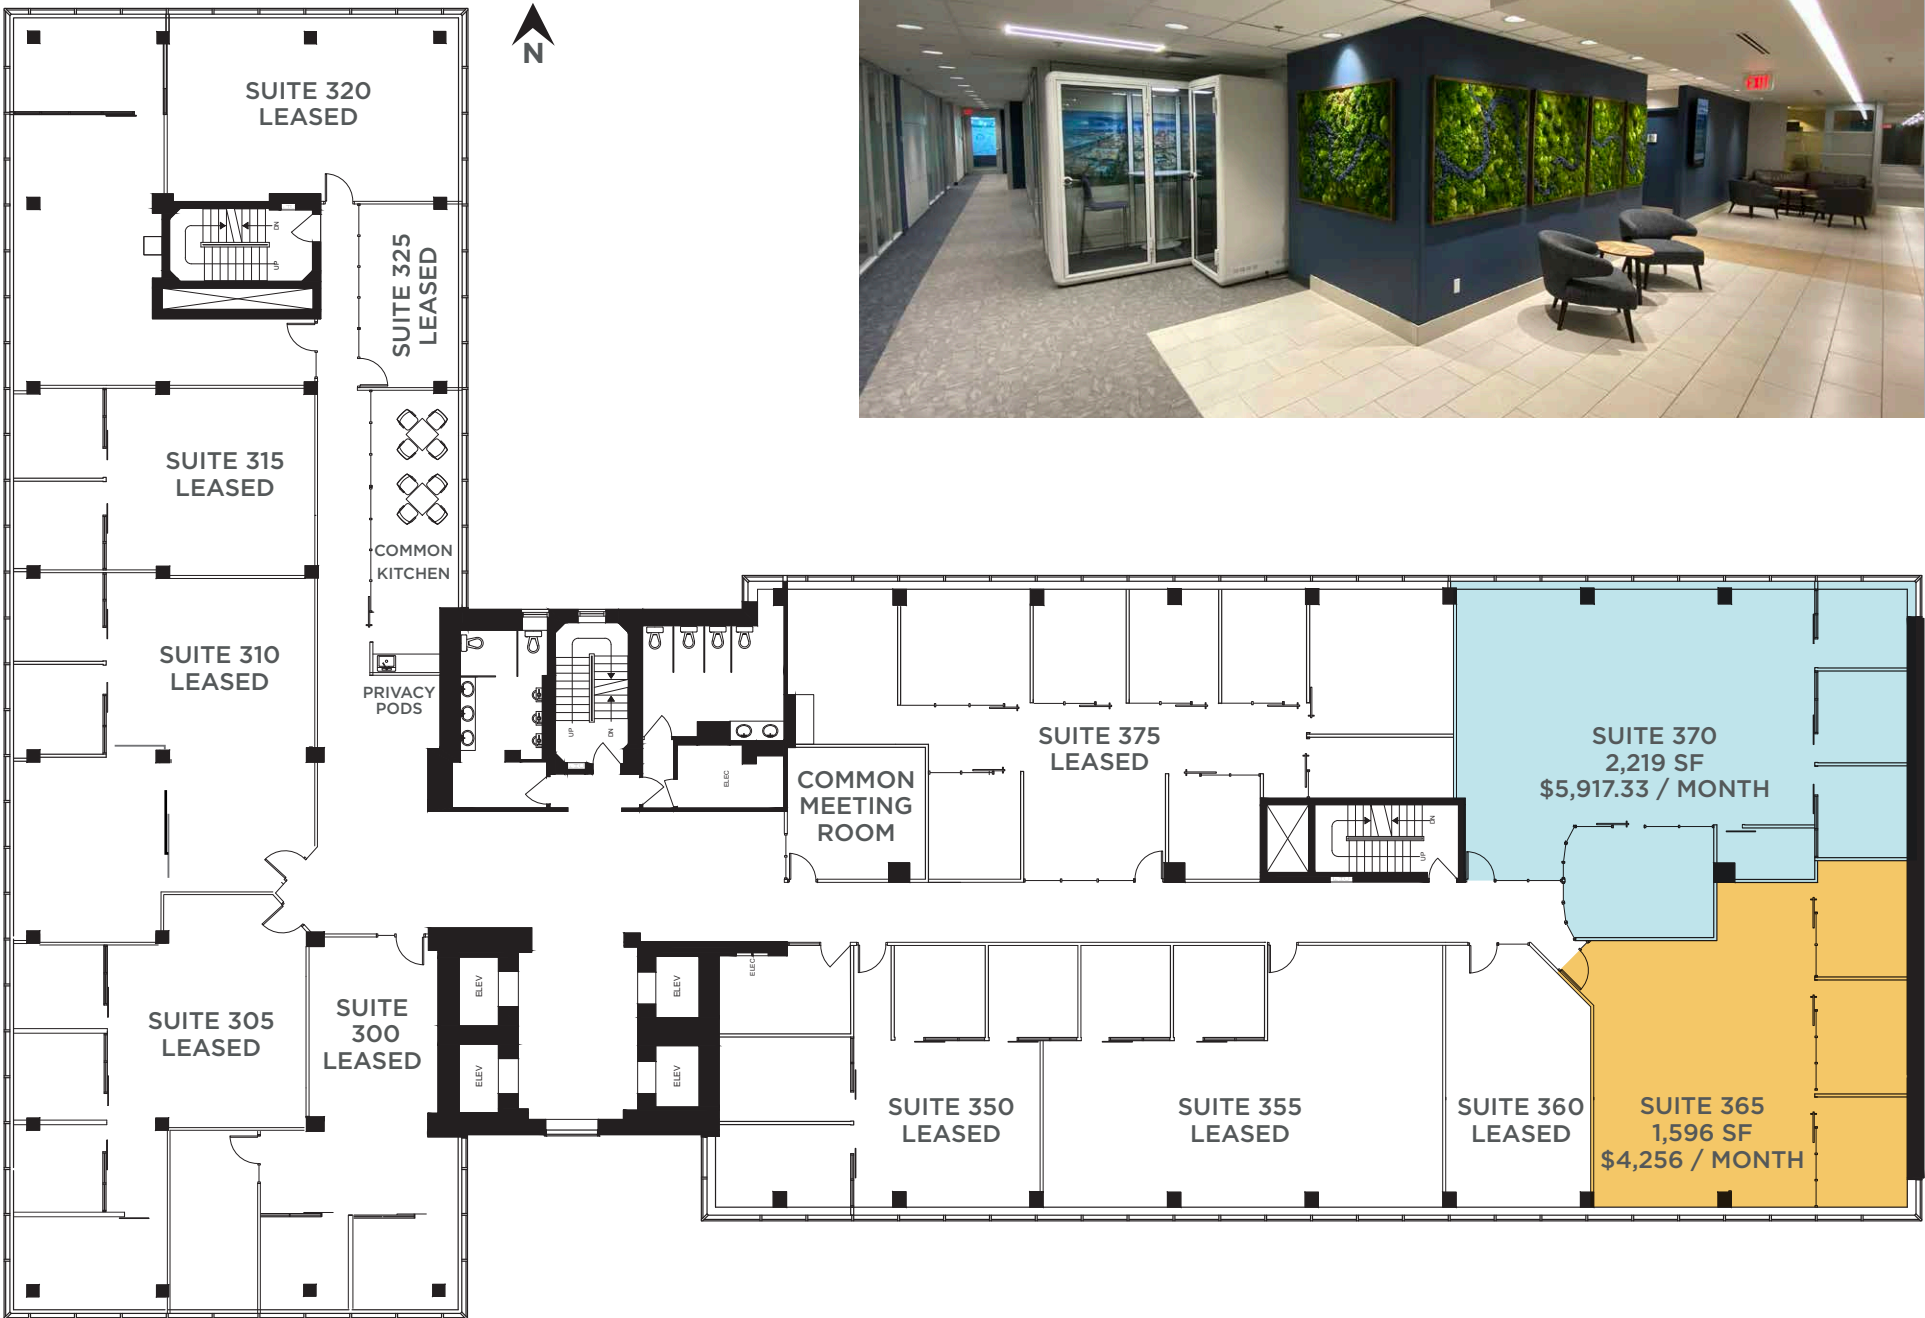 N
EXIT
SUITE 320
LEASED
DN
UP
SUITE 325
LEASED
SUITE 315
LEASED
COMMON
KITCHEN
SUITE 310
LEASED
PRIVACY
PODS
UP
DN
ELEC
COMMON
MEETING
ROOM
SUITE 375
LEASED
SUITE 370
2,219 SF
$5,917.33 / MONTH
DN
UP
ELEC
ELEV
ELEV
ELEV
ELEV
SUITE 305
LEASED
SUITE
300
LEASED
SUITE 350
LEASED
SUITE 355
LEASED
SUITE 360
LEASED
SUITE 365
1,596 SF
$4,256 / MONTH